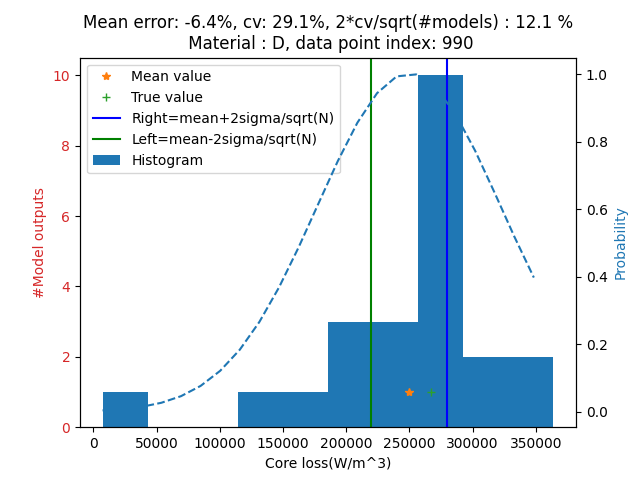 Mean error: -6.4%, cv: 29.1%, 2*cv/sqrt(#models) : 12.1 %
Material : D, data point index: 990
Mean value
True value
Right=mean+2sigma/sqrt(N)
Left=mean-2sigma/sqrt(N)
Histogram
#Model outputs
10
8
6
4
2
0
Probability
1.0
0.8
0.6
0.4
0.2
0.0
0 50000 100000 150000 200000 250000 300000 350000
Core loss(W/m^3)